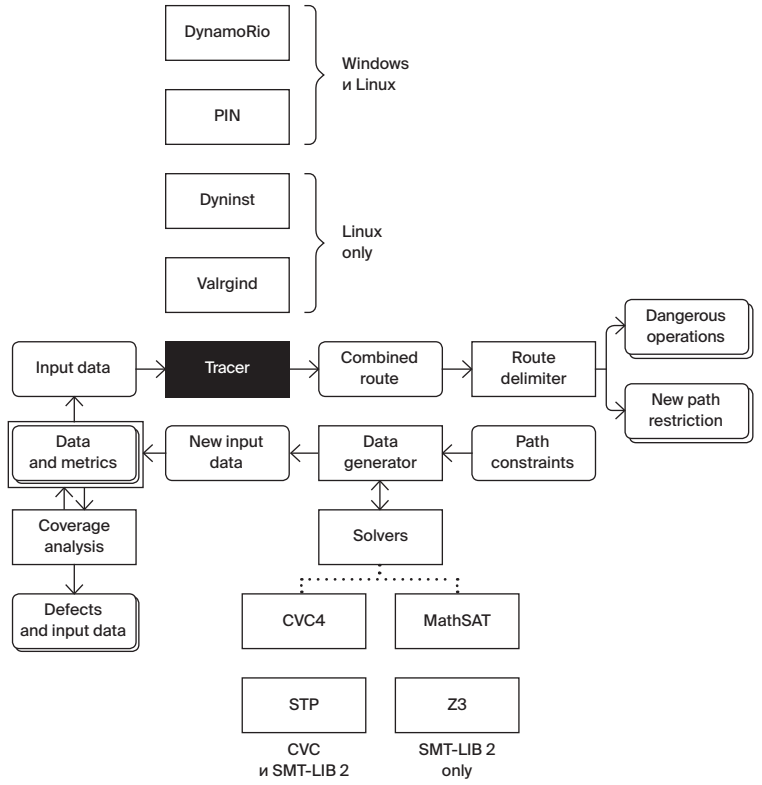 DynamoRio
Windows
и Linux
PIN
Dyninst
Linux
only
Valrgind
Input data
Tracer
Combined
route
Route
delimiter
Dangerous
operations
New path
restriction
Data
and metrics
New input
data
Data
generator
Path
constraints
Coverage
analysis
Solvers
Defects
and input data
CVC4
MathSAT
STP
Z3
CVC
и SMT-LIB 2
SMT-LIB 2
only